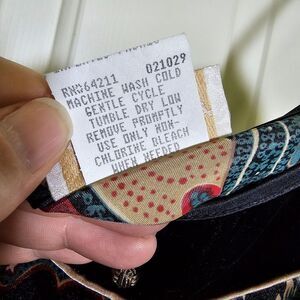 RN#64211 021029
MACHINE WASH COLD
GENTLE CYCLE
TUMBLE DRY LOW
REMOVE PROMPTLY
USE ONLY NON-
CHLORINE BLEACH
WHEN NEEDED